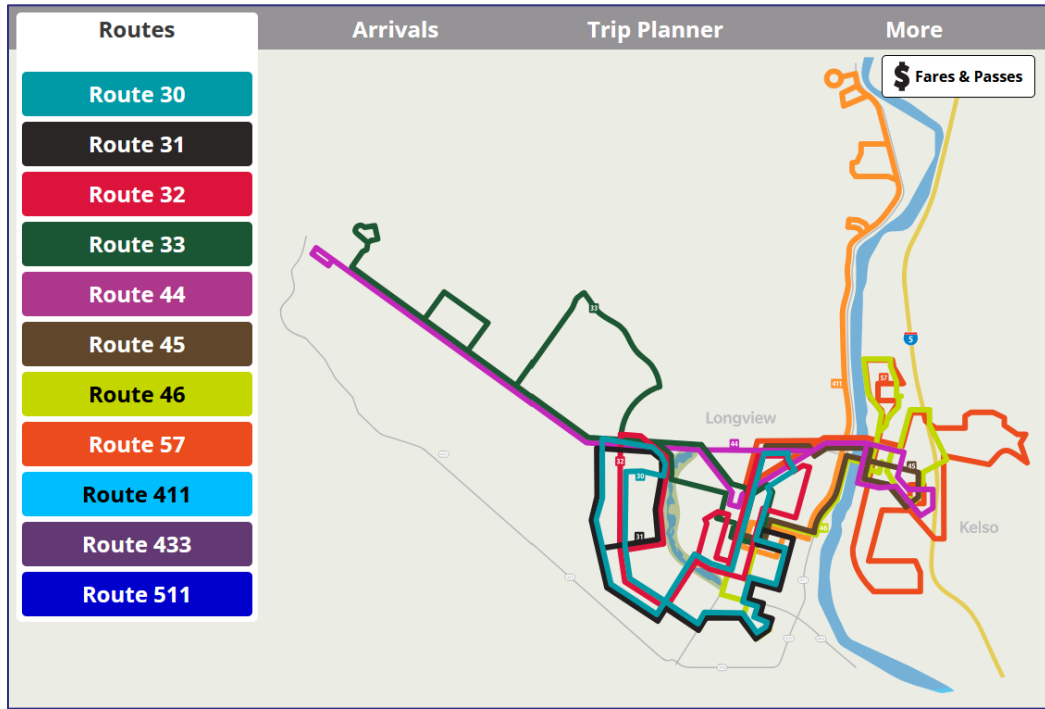 Routes
Arrivals
Trip Planner
More
$ Fares & Passes
Route 30
Route 31
Route 32
Route 33
Route 44
Route 45
Route 46
Route 57
Route 411
Route 433
Route 511
33
5
57
411
Longview
44
45
32
30
46
31
Kelso